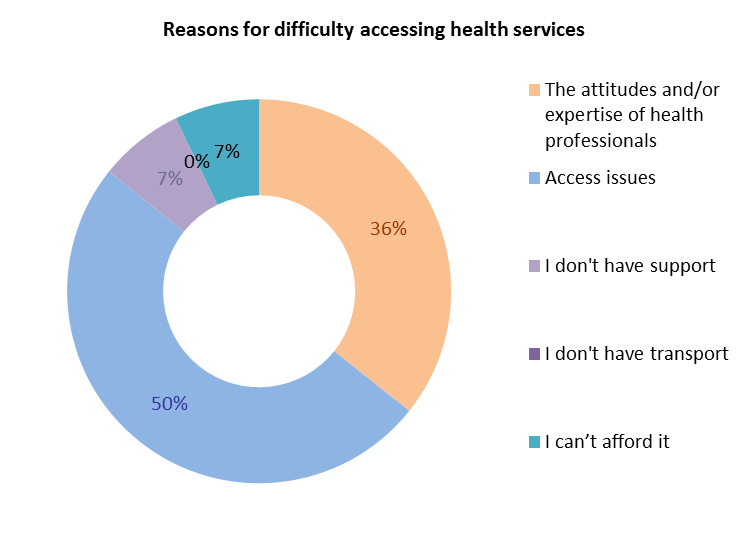 Reasons for difficulty accessing health services
The attitudes and/or
expertise of health
professionals
Access issues
I don't have support
I don't have transport
I can’t afford it
7%
0%
7%
36%
50%